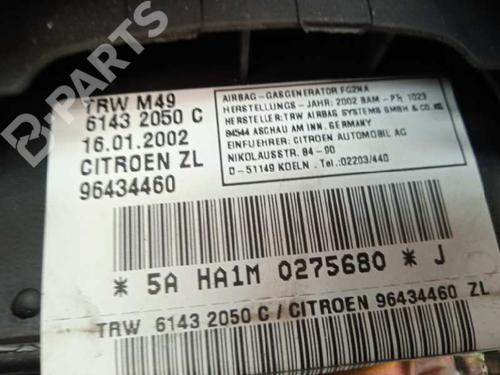 TRW M49
6143 2050 C
16.01.2002
CITROEN ZL
96434460
AIRBAG-GASGENERATOR FG2NA
HERSTELLUNGS - JAHR: 2002 BAM - PT 1023
HERSTELLER: TRW AIRBAG SYSTEMS GMBH & CO. KG
84544 ASCHAU AM INN. GERMANY
EINFUEHRER: CITROEN AUTOMOBIL AG
NIKOLAUSSTR. 84-90
D-51149 KOELN . Tel.:02203/440
* 5A HA1M 0275680 * J
TRW 6143 2050 C / CITROEN 96434460 ZL
B-PARTS